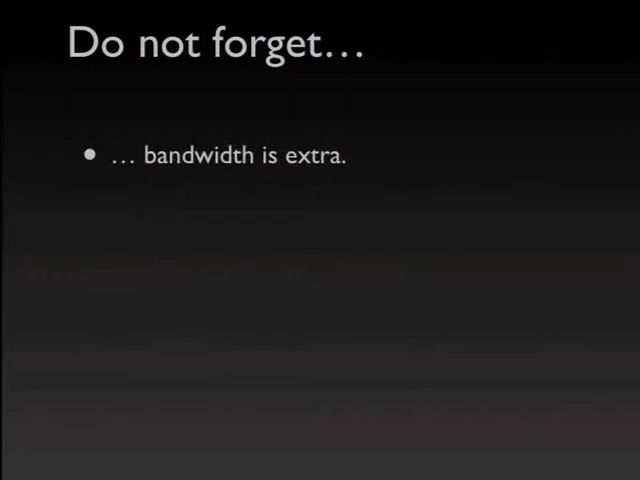 Do not forget…
• … bandwidth is extra.